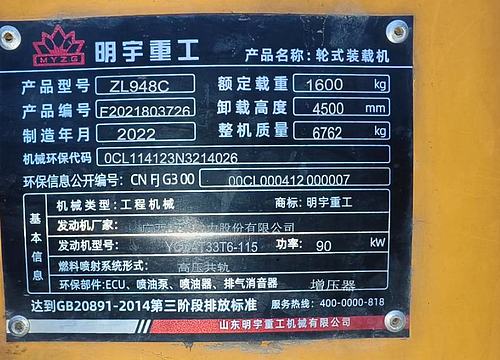 MYZG 明宇重工 产品名称: 轮式装载机
产品型号 ZL948C 额定载重 1600 kg
产品编号 F2021803726 卸载高度 4500 mm
制造年月 2022 整机质量 6762 kg
机械环保代码 0CL114123N3214026
环保信息公开编号: CN FJ G3 00 00CL000412 000007
基本信息
机械类型: 工程机械 商标: 明宇重工
发动机厂家: 广西 力股份有限公司
发动机型号: 33T6-115 功率: 90 kW
燃料喷射系统形式: 高压共轨
环保部件: ECU、喷油泵、喷油器、排气消音器 增压器
达到GB20891-2014第三阶段排放标准 服务热线: 400-0000-818
山东明宇重工机械有限公司